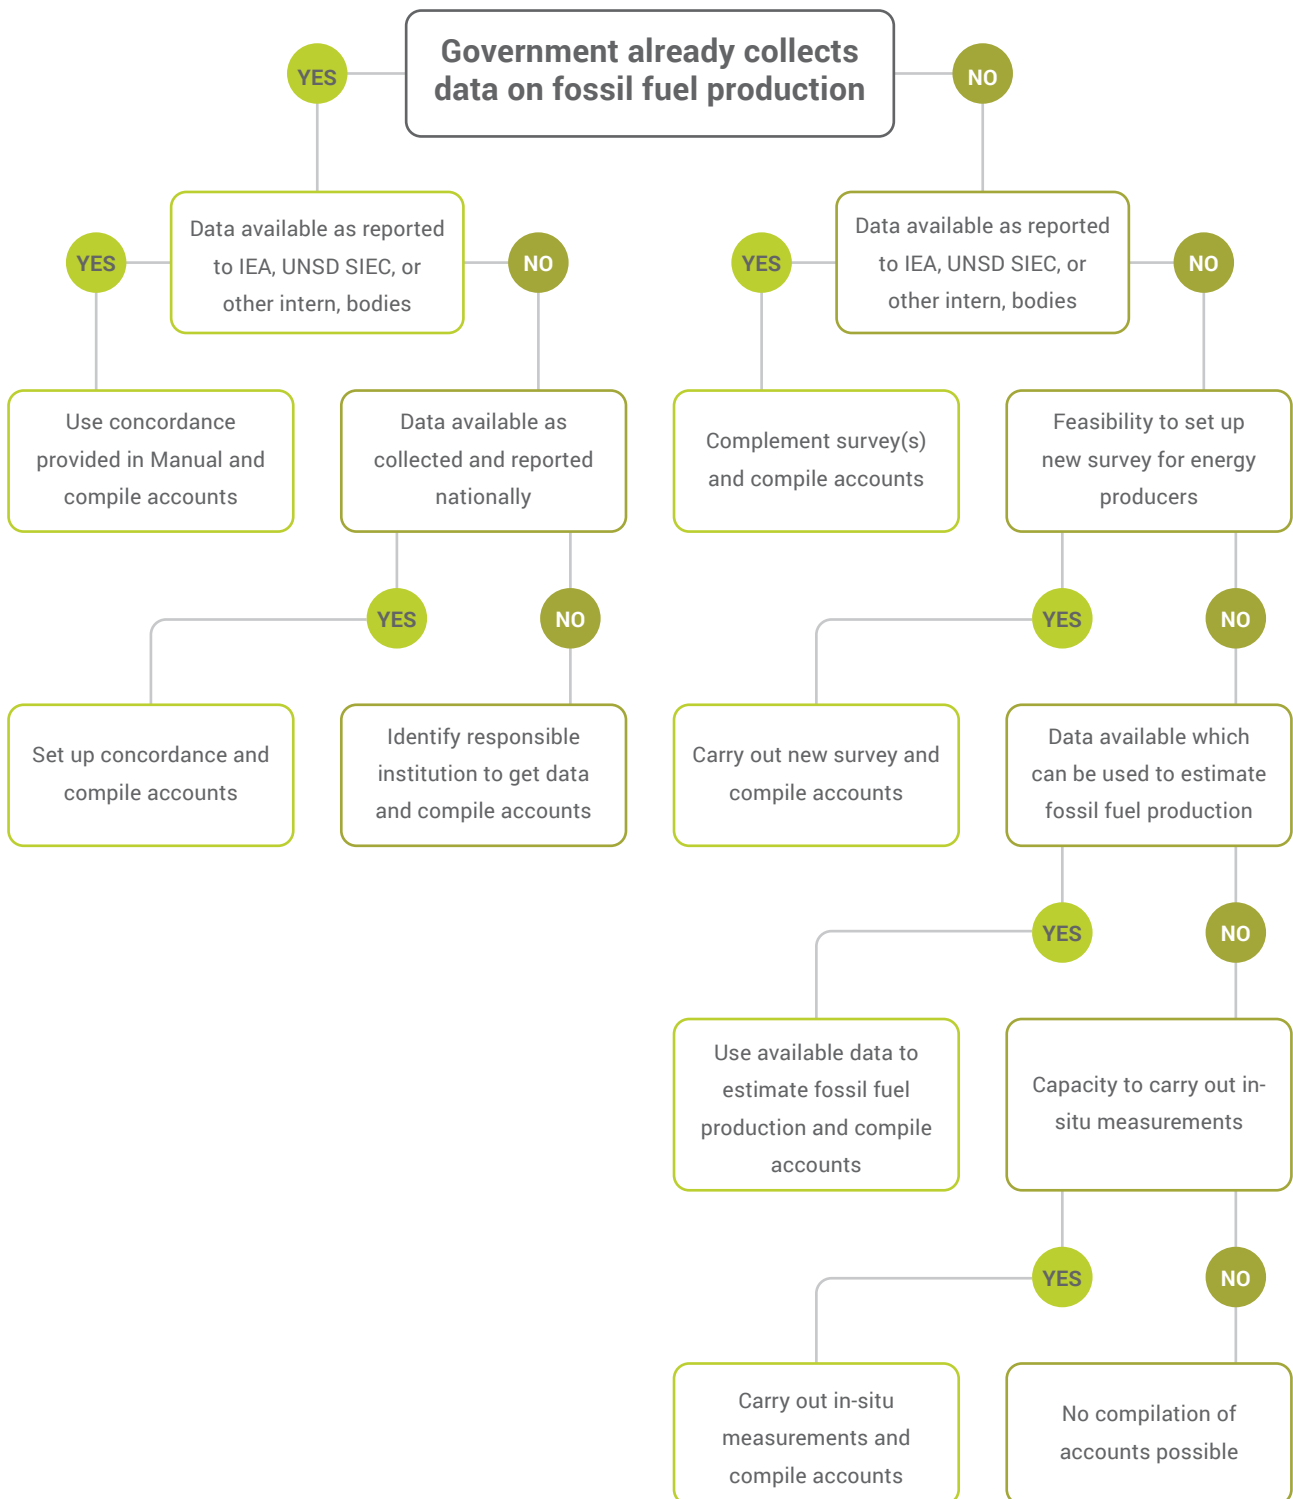 Government already collects
data on fossil fuel production
YES
NO
Data available as reported
to IEA, UNSD SIEC, or
other intern, bodies
Data available as reported
to IEA, UNSD SIEC, or
other intern, bodies
YES
NO
YES
NO
Use concordance
provided in Manual and
compile accounts
Data available as
collected and reported
nationally
Complement survey(s)
and compile accounts
Feasibility to set up
new survey for energy
producers
YES
NO
YES
NO
Set up concordance and
compile accounts
Identify responsible
institution to get data
and compile accounts
Carry out new survey and
compile accounts
Data available which
can be used to estimate
fossil fuel production
YES
NO
Use available data to
estimate fossil fuel
production and compile
accounts
Capacity to carry out in-
situ measurements
YES
NO
Carry out in-situ
measurements and
compile accounts
No compilation of
accounts possible